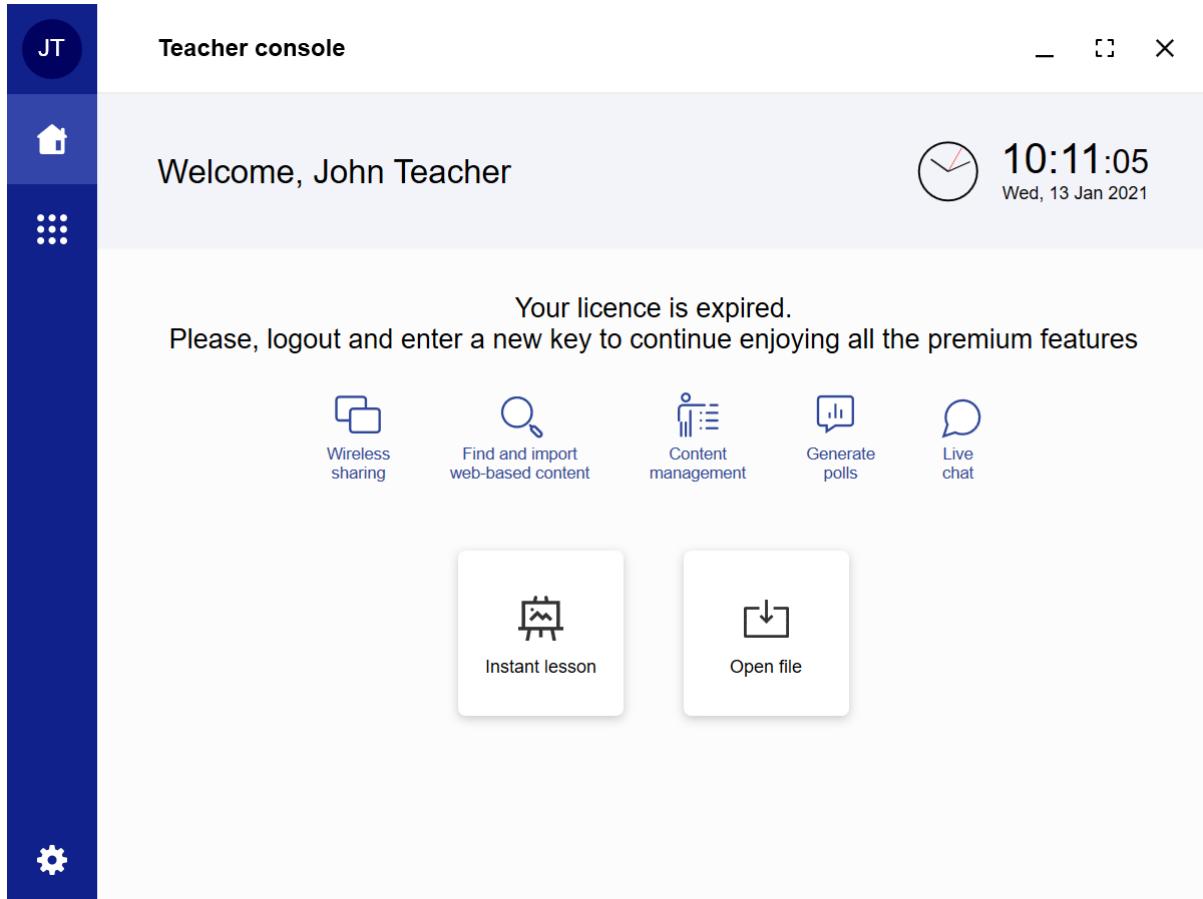 JT
Teacher console
Welcome, John Teacher
10:11:05
Wed, 13 Jan 2021
Your licence is expired.
Please, logout and enter a new key to continue enjoying all the premium features
Wireless
sharing
Find and import
web-based content
Content
management
Generate
polls
Live
chat
Instant lesson
Open file